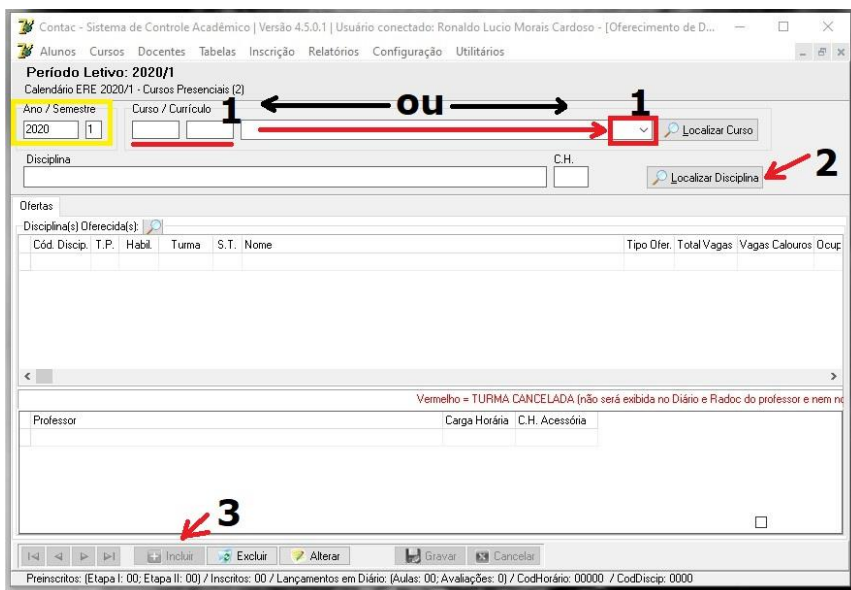 Contac - Sistema de Controle Acadêmico | Versão 4.5.0.1 | Usuário conectado: Ronaldo Lucio Morais Cardoso - [Oferecimento de D...
Alunos Cursos Docentes Tabelas Inscrição Relatórios Configuração Utilitários
Período Letivo: 2020/1
Calendário ERE 2020/1 - Cursos Presenciais (2)
Ano / Semestre Curso / Currículo 1 ou 1
2020 1 Localizar Curso
Disciplina C.H.
Localizar Disciplina 2
Ofertas
Disciplina(s) Oferecida(s):
Cód. Discip. T.P. Habil. Turma S.T. Nome Tipo Ofer. Total Vagas Vagas Calouros Ocup
Vermelho = TURMA CANCELADA (não será exibida no Diário e Radoc do professor e nem no
Professor Carga Horária C.H. Acessória
3
Incluir Excluir Alterar Gravar Cancelar
Preinscritos: (Etapa I: 00; Etapa II: 00) / Inscritos: 00 / Lançamentos em Diário: (Aulas: 00; Avaliações: 0) / CodHorário: 00000 / CodDiscip: 0000